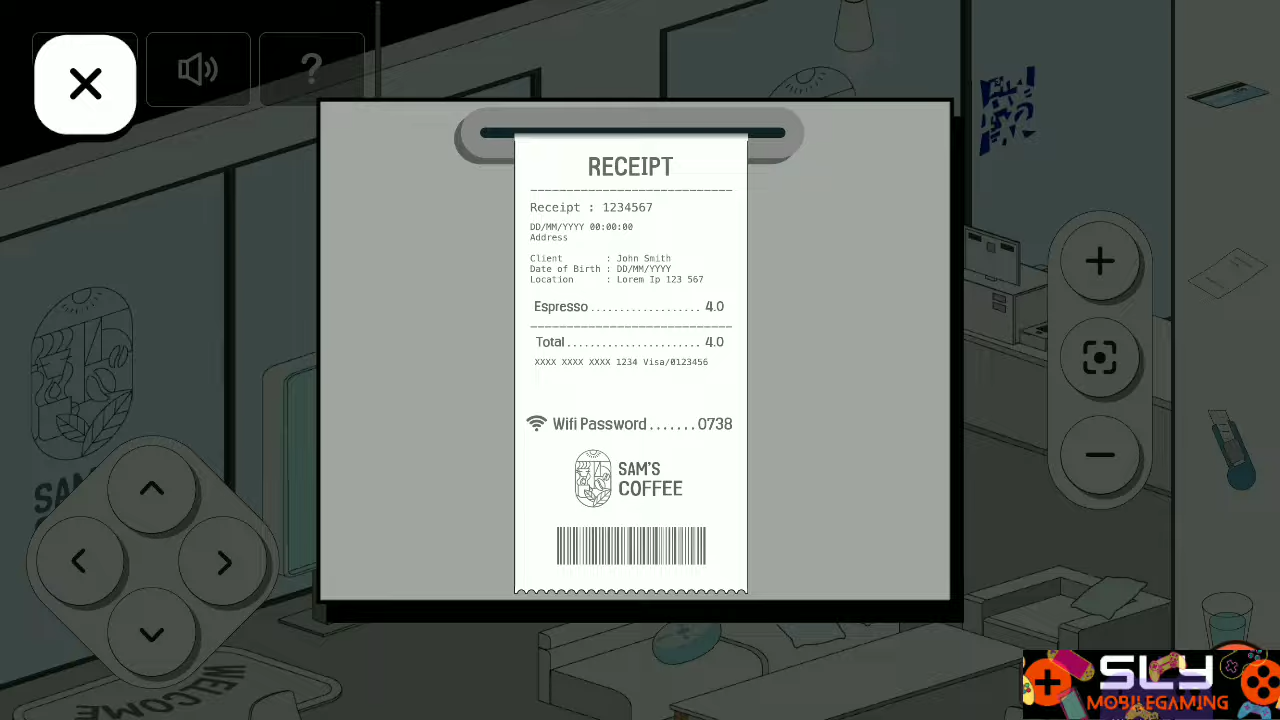 ?
RECEIPT
Receipt : 1234567
DD/MM/YYYY 00:00:00
Address
Client : John Smith
Date of Birth : DD/MM/YYYY
Location : Lorem Ip 123 567
Espresso .................... 4.0
Total ........................ 4.0
XXXX XXXX XXXX 1234 Visa/0123456
Wifi Password ....... 0738
SAM'S
COFFEE
SAM
WELCOME
SLY
MOBILEGAMING